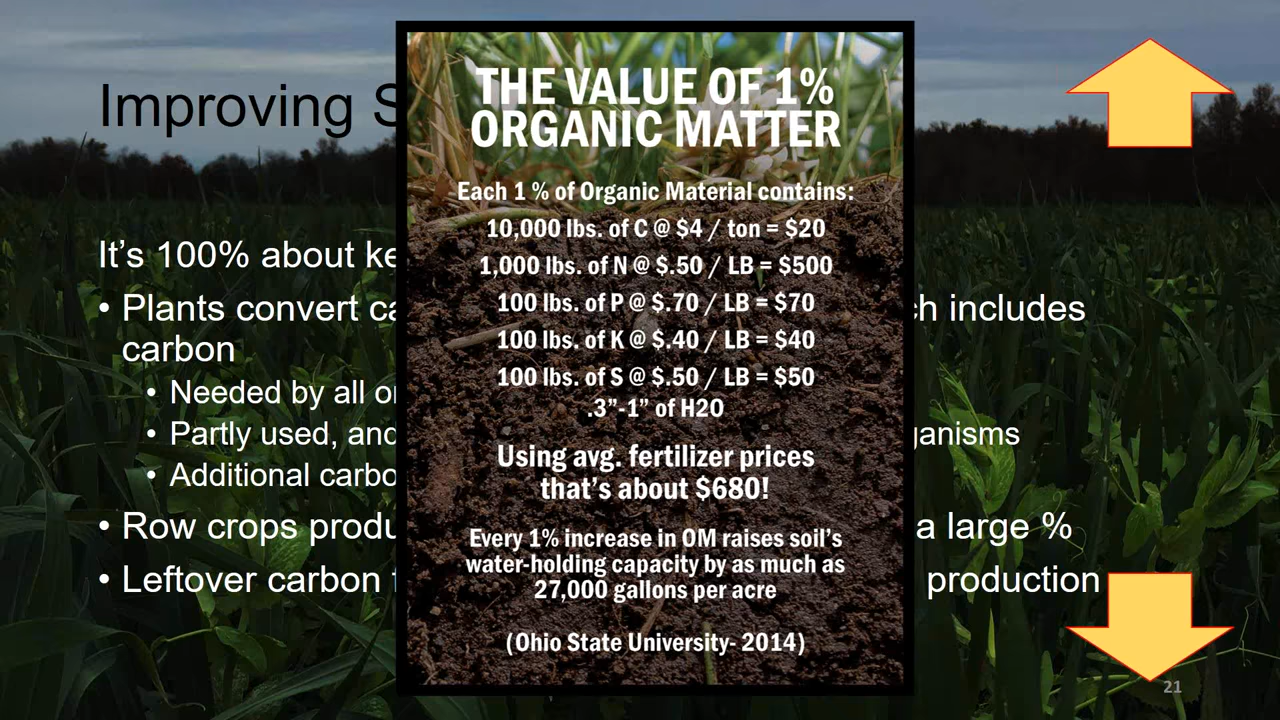 Improving S
It's 100% about ke
• Plants convert ca
ch includes
carbon
• Needed by all or
• Partly used, and
ganisms
• Additional carbo
• Row crops produ
a large %
• Leftover carbon
production
THE VALUE OF 1%
ORGANIC MATTER
Each 1 % of Organic Material contains:
10,000 lbs. of C @ $4 / ton = $20
1,000 lbs. of N @ $.50 / LB = $500
100 lbs. of P @ $.70 / LB = $70
100 lbs. of K @ $.40 / LB = $40
100 lbs. of S @ $.50 / LB = $50
.3”-1” of H2O
Using avg. fertilizer prices
that’s about $680!
Every 1% increase in OM raises soil’s
water-holding capacity by as much as
27,000 gallons per acre
(Ohio State University- 2014)
21